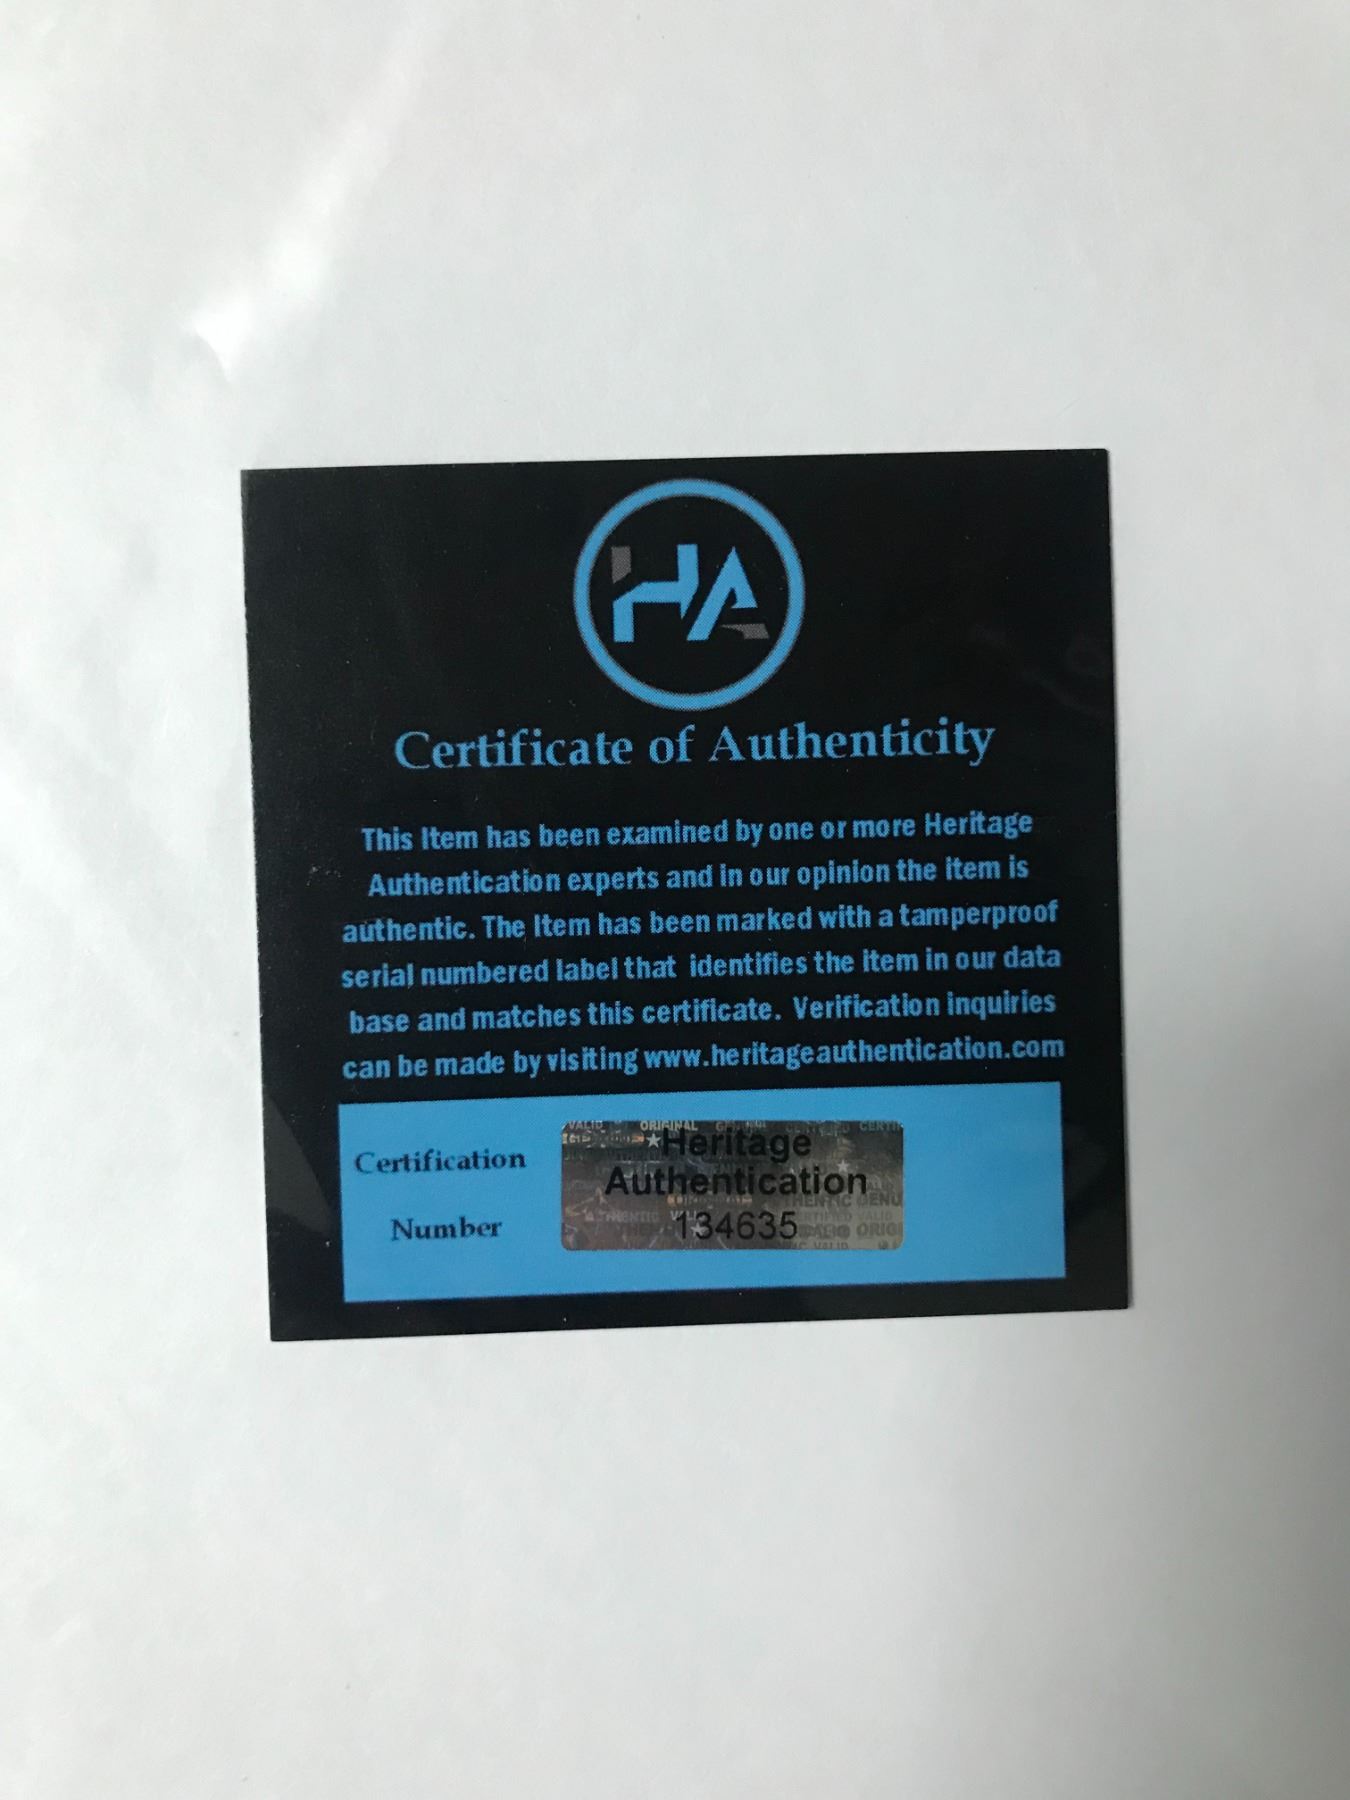 HA
Certificate of Authenticity
This Item has been examined by one or more Heritage
Authentication experts and in our opinion the item is
authentic. The Item has been marked with a tamperproof
serial numbered label that identifies the item in our data
base and matches this certificate. Verification inquiries
can be made by visiting www.heritageauthentication.com
Certification
Number
VALID ORIGINAL
Heritage
Authentication
134635